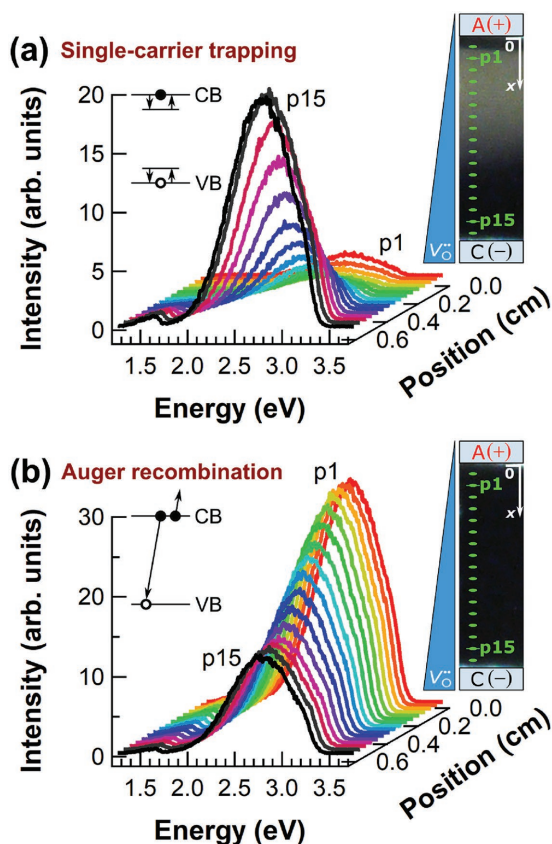 (a) Single-carrier trapping
A(+)
0
p1
x
p15
V_O^••
C(−)
20
15
10
5
0
Intensity (arb. units)
CB
VB
p15
p1
1.5 2.0 2.5 3.0 3.5
Energy (eV)
0.6 0.4 0.2 0.0
Position (cm)
(b) Auger recombination
A(+)
0
p1
x
p15
V_O^••
C(−)
30
20
10
0
Intensity (arb. units)
CB
VB
p1
p15
1.5 2.0 2.5 3.0 3.5
Energy (eV)
0.6 0.4 0.2 0.0
Position (cm)